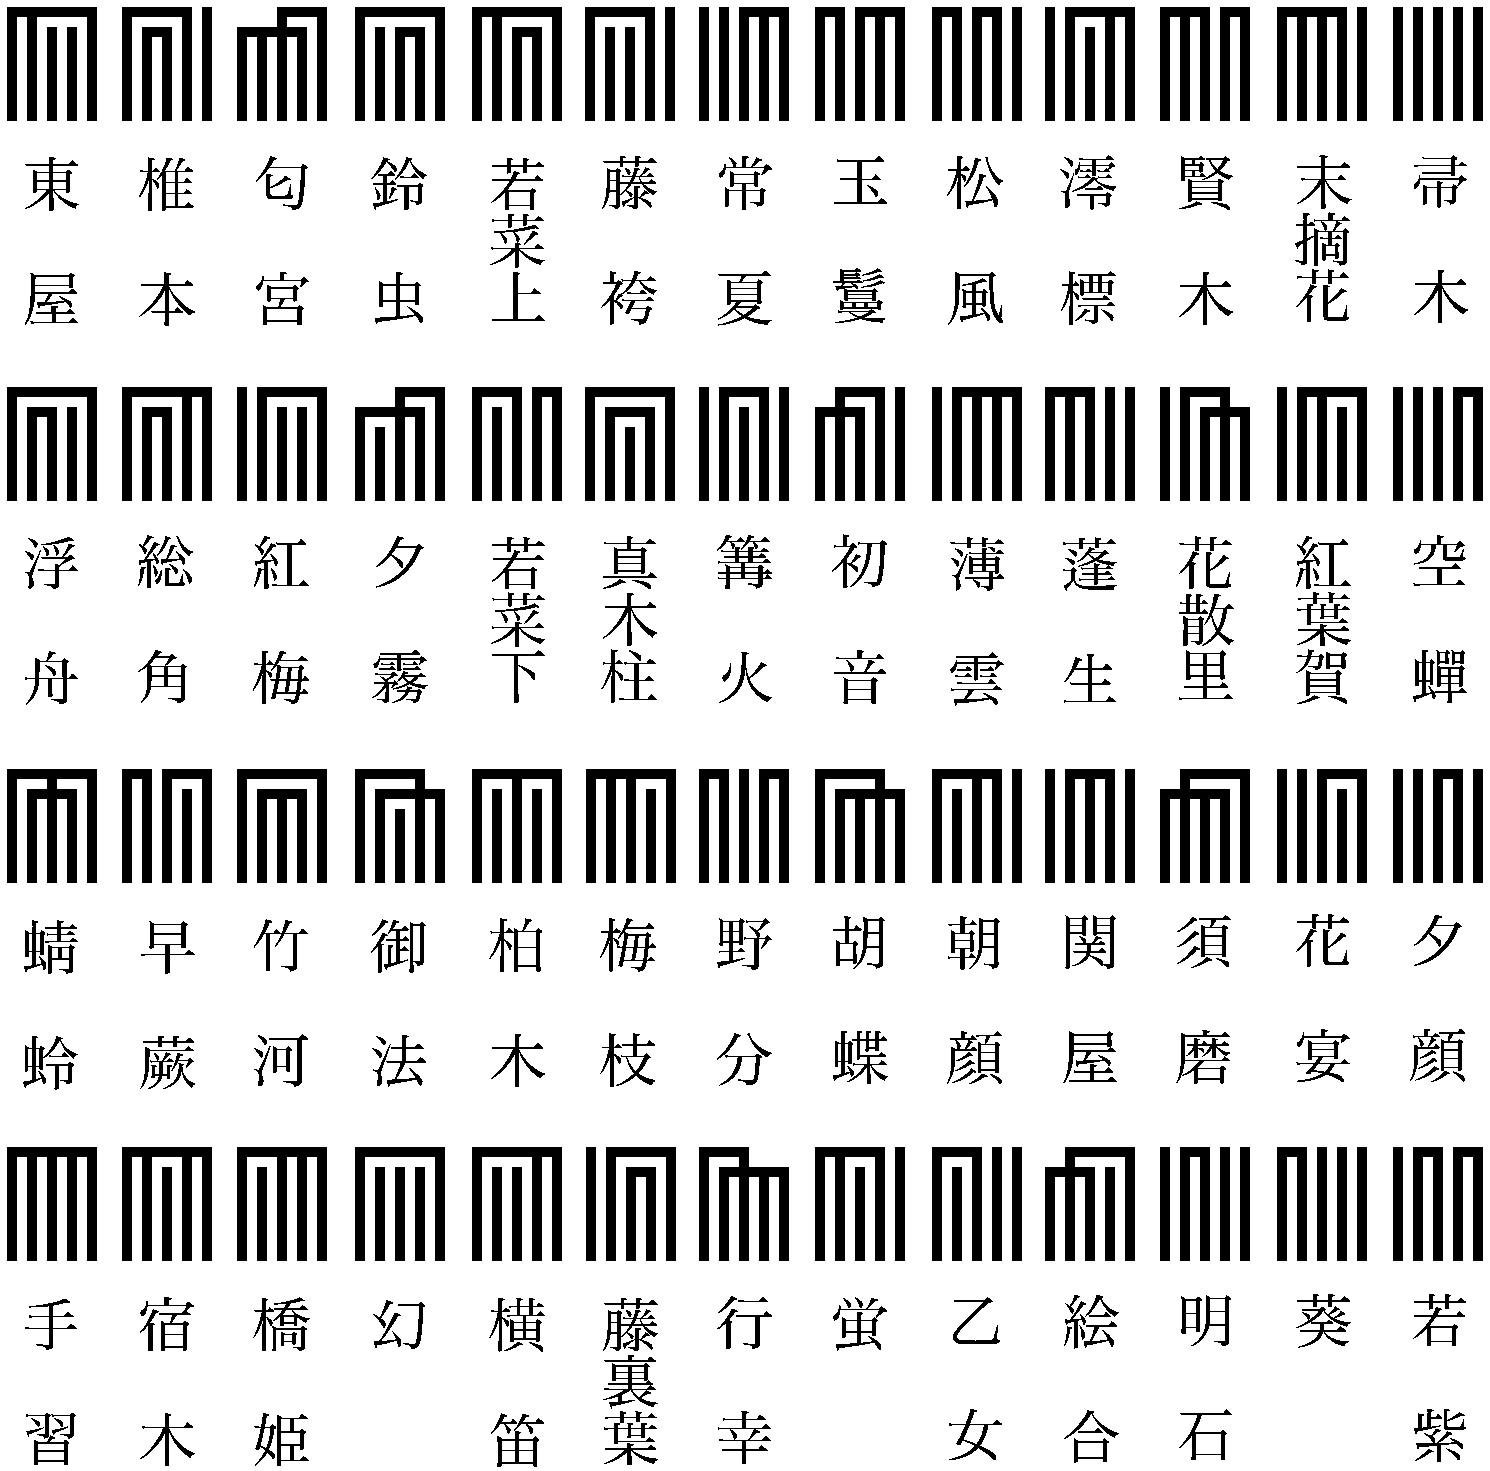 帚木
空蟬
夕顔
若紫
末摘花
紅葉賀
花宴
葵
賢木
花散里
須磨
明石
澪標
蓬生
関屋
絵合
松風
薄雲
朝顔
乙女
玉鬘
初音
胡蝶
蛍
常夏
篝火
野分
行幸
藤袴
真木柱
梅枝
藤裏葉
若菜上
若菜下
柏木
横笛
鈴虫
夕霧
御法
幻
匂宮
紅梅
竹河
橋姫
椎本
総角
早蕨
宿木
東屋
浮舟
蜻蛉
手習